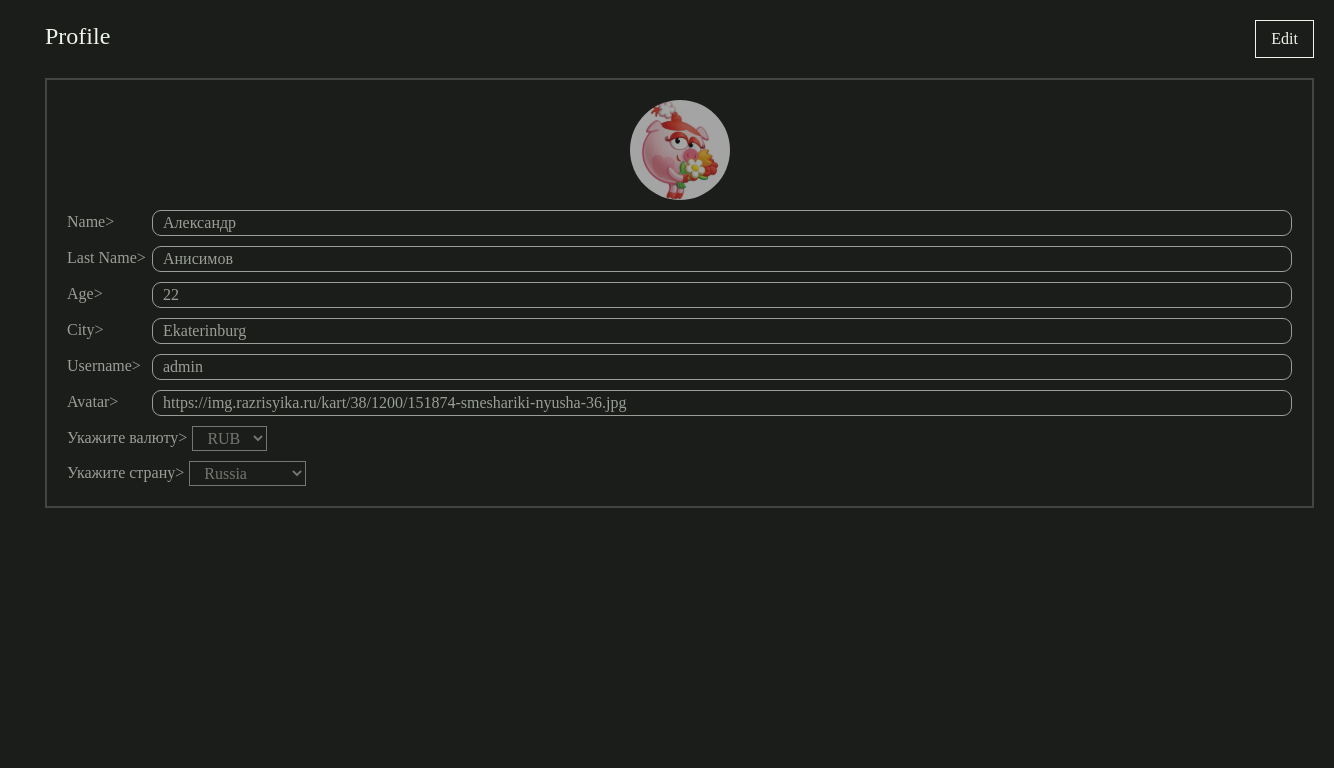 Profile
Edit
Name> Александр
Last Name> Анисимов
Age> 22
City> Ekaterinburg
Username> admin
Avatar> https://img.razrisyika.ru/kart/38/1200/151874-smeshariki-nyusha-36.jpg
Укажите валюту> RUB
Укажите страну> Russia